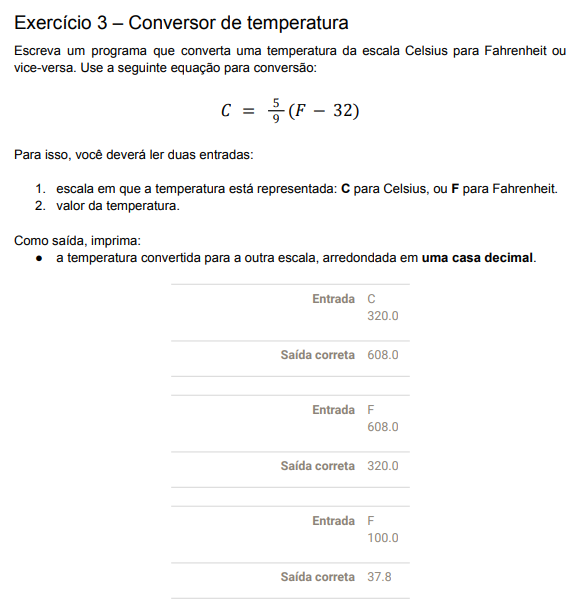 Exercício 3 – Conversor de temperatura
Escreva um programa que converta uma temperatura da escala Celsius para Fahrenheit ou
vice-versa. Use a seguinte equação para conversão:
C = 5/9 (F − 32)
Para isso, você deverá ler duas entradas:
1. escala em que a temperatura está representada: C para Celsius, ou F para Fahrenheit.
2. valor da temperatura.
Como saída, imprima:
● a temperatura convertida para a outra escala, arredondada em uma casa decimal.
Entrada C
320.0
Saída correta 608.0
Entrada F
608.0
Saída correta 320.0
Entrada F
100.0
Saída correta 37.8